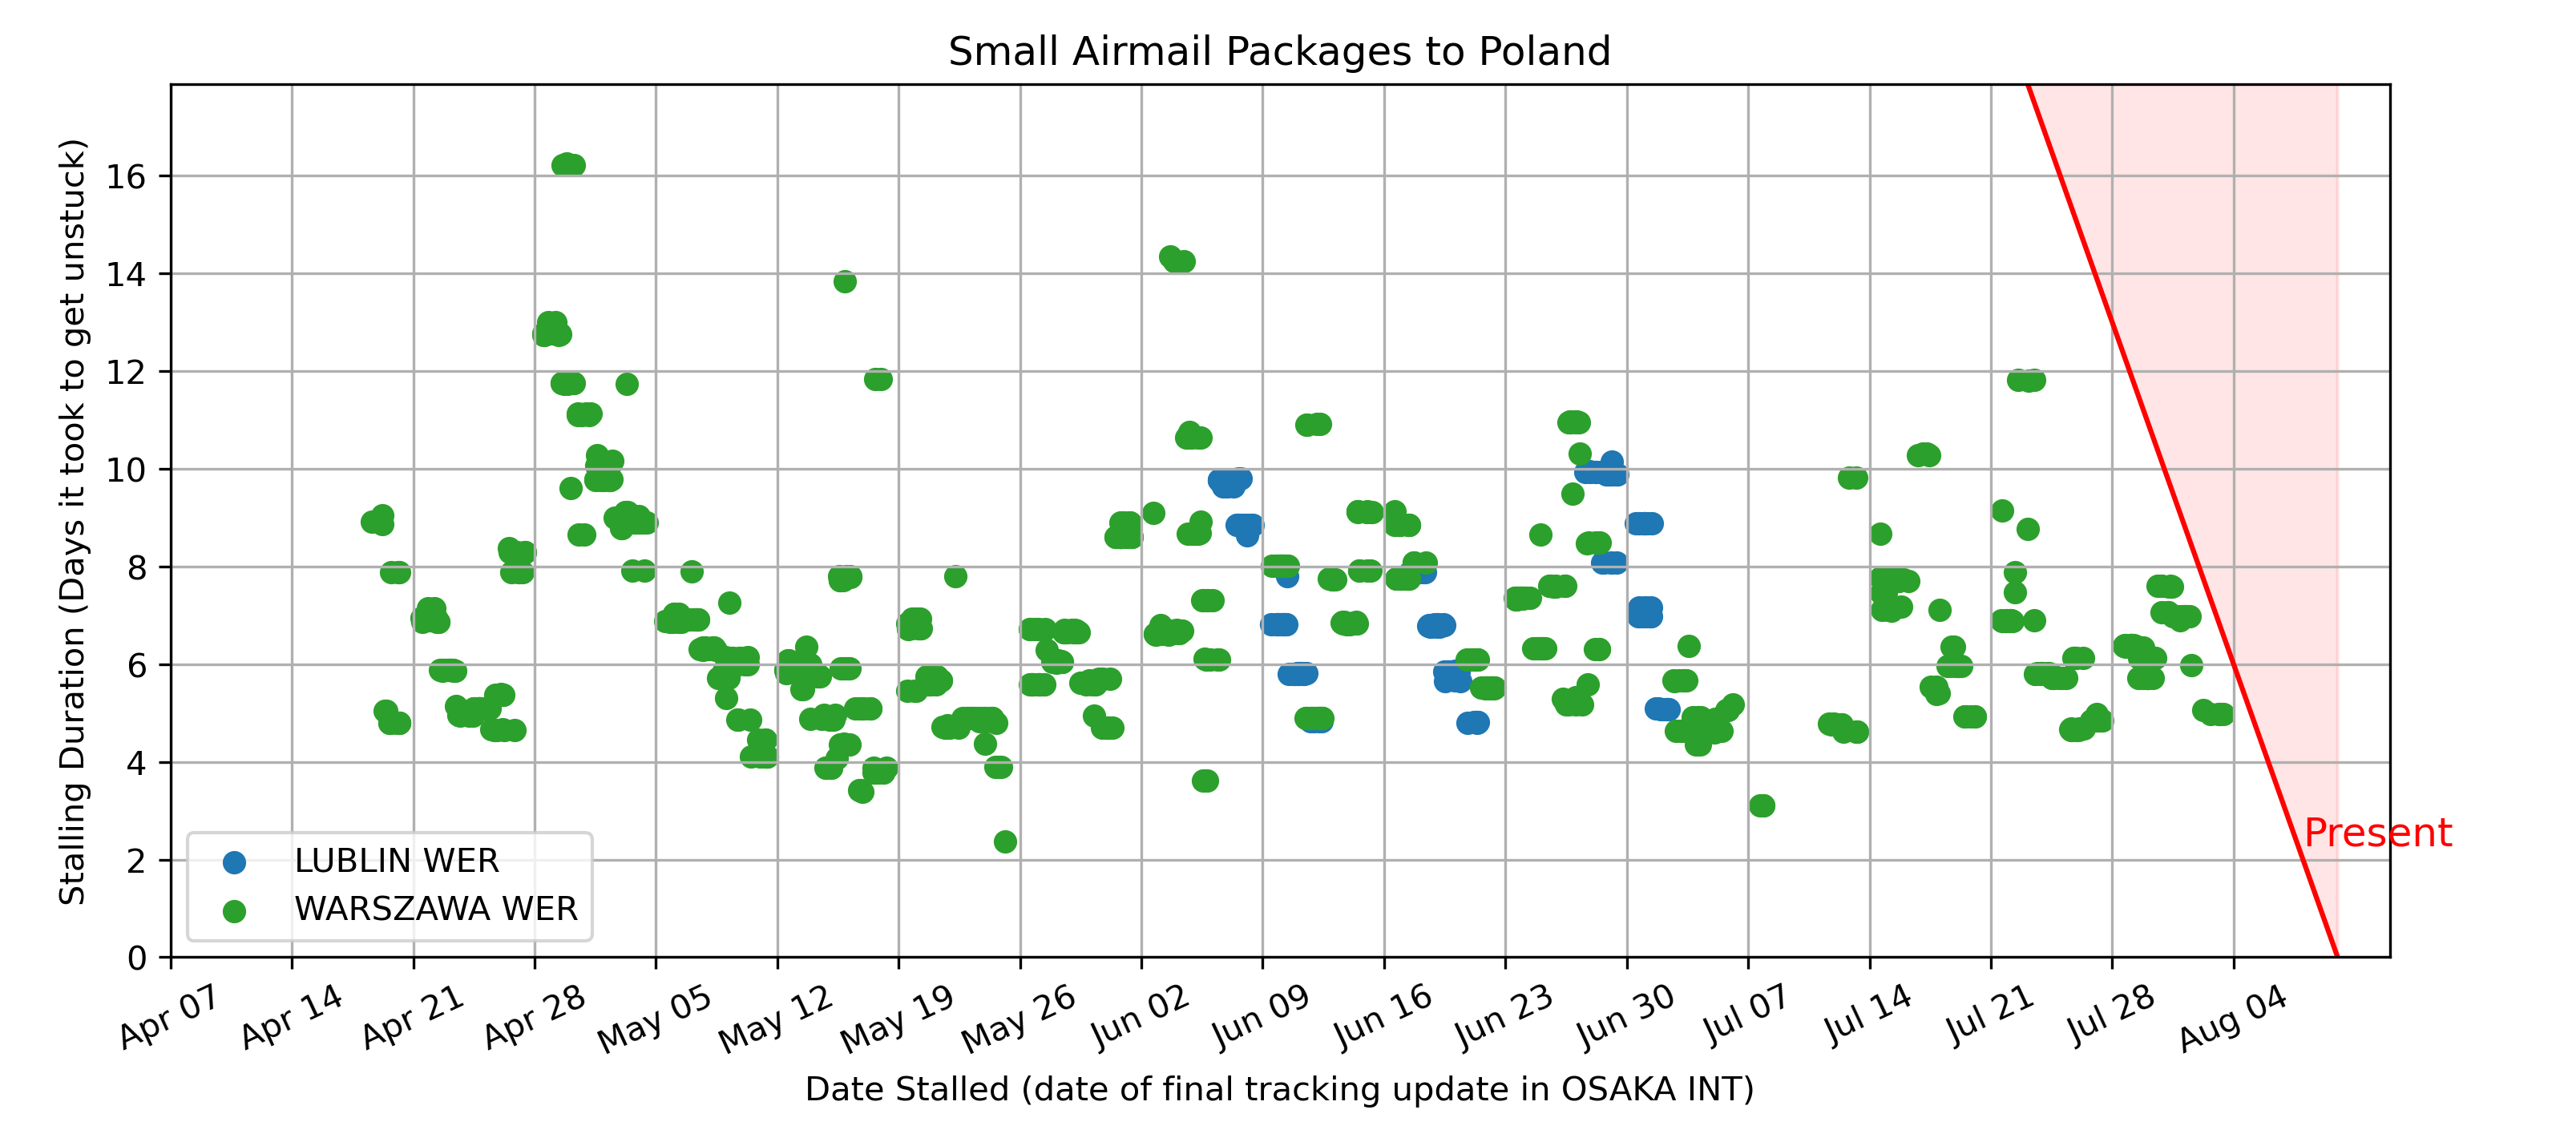 Small Airmail Packages to Poland
Stalling Duration (Days it took to get unstuck)
16
14
12
10
8
6
4
2
0
LUBLIN WER
WARSZAWA WER
Present
Apr 07
Apr 14
Apr 21
Apr 28
May 05
May 12
May 19
May 26
Jun 02
Jun 09
Jun 16
Jun 23
Jun 30
Jul 07
Jul 14
Jul 21
Jul 28
Aug 04
Date Stalled (date of final tracking update in OSAKA INT)